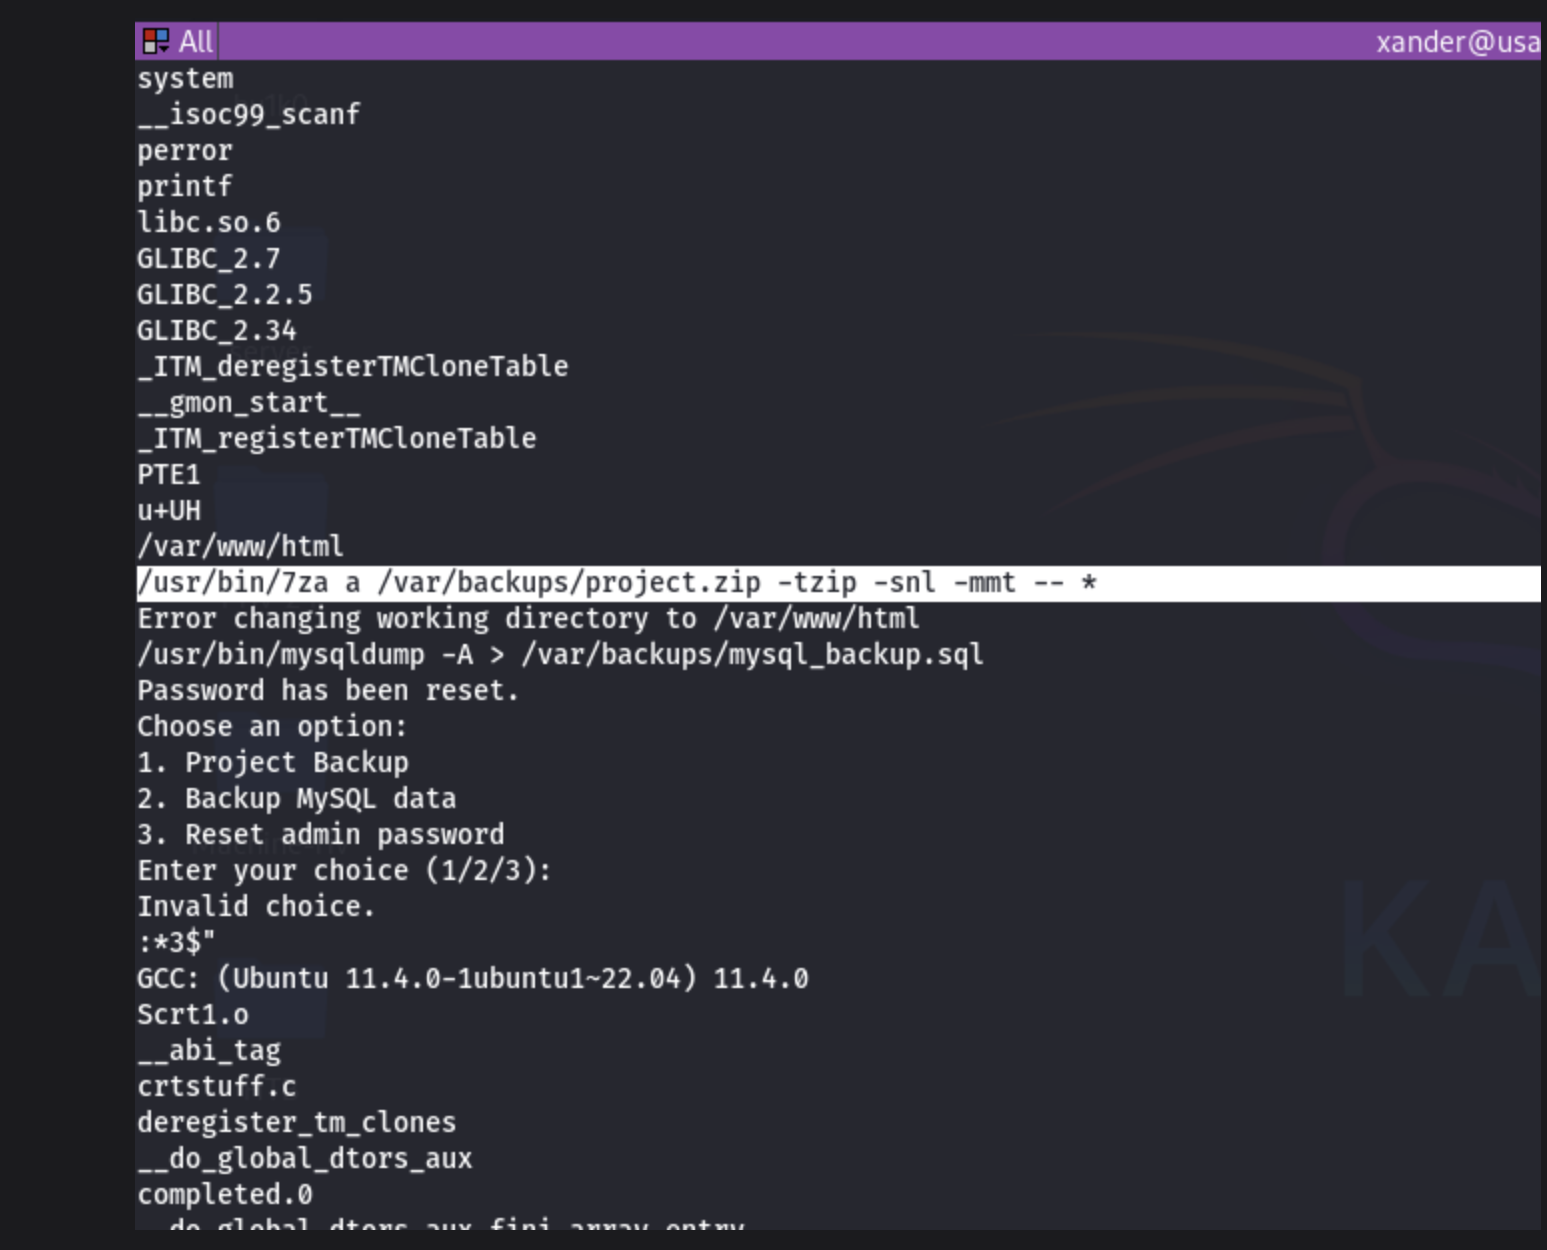 All
xander@usa
system
__isoc99_scanf
perror
printf
libc.so.6
GLIBC_2.7
GLIBC_2.2.5
GLIBC_2.34
_ITM_deregisterTMCloneTable
__gmon_start__
_ITM_registerTMCloneTable
PTE1
u+UH
/var/www/html
/usr/bin/7za a /var/backups/project.zip -tzip -snl -mmt -- *
Error changing working directory to /var/www/html
/usr/bin/mysqldump -A > /var/backups/mysql_backup.sql
Password has been reset.
Choose an option:
1. Project Backup
2. Backup MySQL data
3. Reset admin password
Enter your choice (1/2/3):
Invalid choice.
:*3$"
GCC: (Ubuntu 11.4.0-1ubuntu1~22.04) 11.4.0
Scrt1.o
__abi_tag
crtstuff.c
deregister_tm_clones
__do_global_dtors_aux
completed.0
__do_global_dtors_aux_fini_array_entry
KA